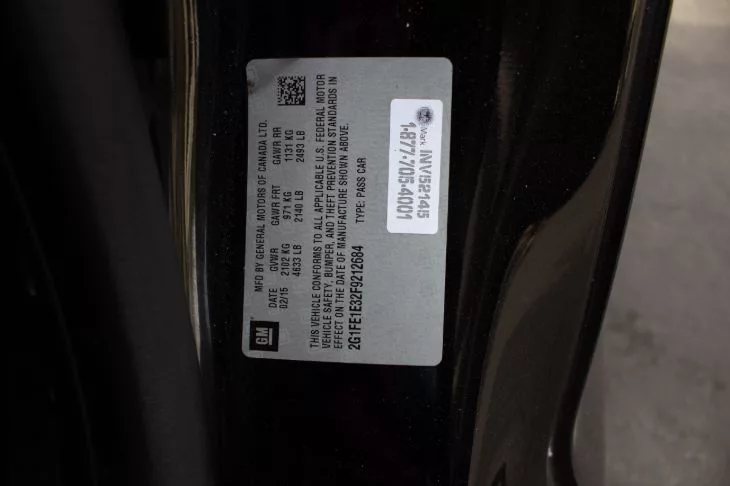 GM
MFD BY GENERAL MOTORS OF CANADA LTD.
DATE GVWR GAWR FRT GAWR RR
02/15 2102 KG 971 KG 1131 KG
4633 LB 2140 LB 2493 LB
THIS VEHICLE CONFORMS TO ALL APPLICABLE U.S. FEDERAL MOTOR
VEHICLE SAFETY, BUMPER, AND THEFT PREVENTION STANDARDS IN
EFFECT ON THE DATE OF MANUFACTURE SHOWN ABOVE.
2G1FE1E32F9212684 TYPE: PASS CAR
Mark INV52145
1-877-705-4001